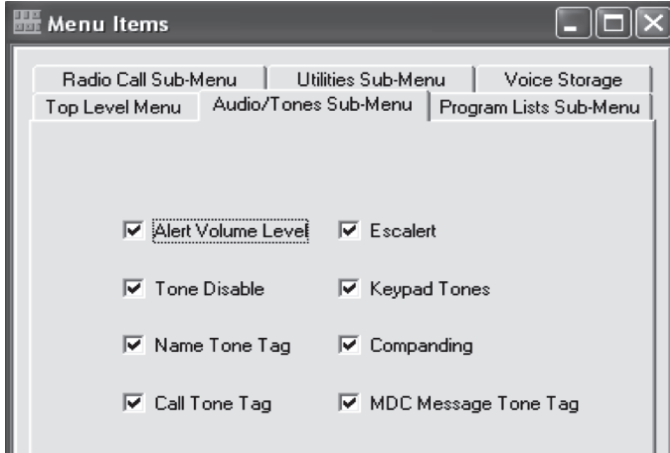 Menu Items
Radio Call Sub-Menu Utilities Sub-Menu Voice Storage
Top Level Menu Audio/Tones Sub-Menu Program Lists Sub-Menu
Alert Volume Level Escalert
Tone Disable Keypad Tones
Name Tone Tag Companding
Call Tone Tag MDC Message Tone Tag